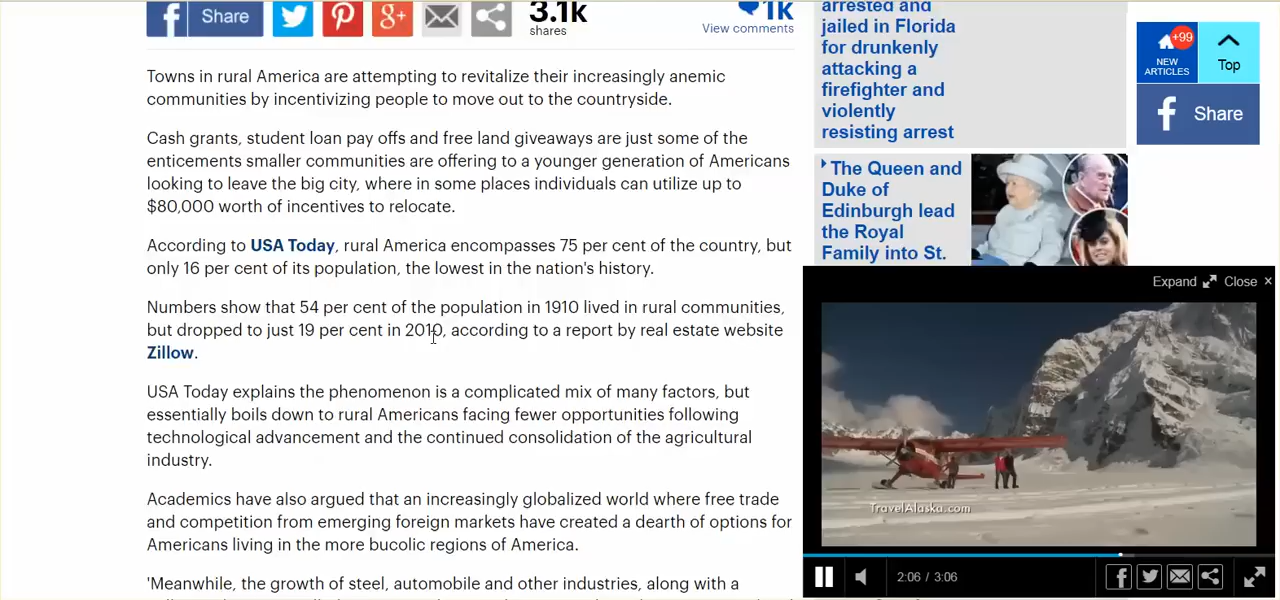 Share
3.1k
shares
1k
View comments
Towns in rural America are attempting to revitalize their increasingly anemic
communities by incentivizing people to move out to the countryside.
Cash grants, student loan pay offs and free land giveaways are just some of the
enticements smaller communities are offering to a younger generation of Americans
looking to leave the big city, where in some places individuals can utilize up to
$80,000 worth of incentives to relocate.
According to USA Today, rural America encompasses 75 per cent of the country, but
only 16 per cent of its population, the lowest in the nation's history.
Numbers show that 54 per cent of the population in 1910 lived in rural communities,
but dropped to just 19 per cent in 2010, according to a report by real estate website
Zillow.
USA Today explains the phenomenon is a complicated mix of many factors, but
essentially boils down to rural Americans facing fewer opportunities following
technological advancement and the continued consolidation of the agricultural
industry.
Academics have also argued that an increasingly globalized world where free trade
and competition from emerging foreign markets have created a dearth of options for
Americans living in the more bucolic regions of America.
'Meanwhile, the growth of steel, automobile and other industries, along with a
arrested and
jailed in Florida
for drunkenly
attacking a
firefighter and
violently
resisting arrest
The Queen and
Duke of
Edinburgh lead
the Royal
Family into St.
+99
NEW
ARTICLES
Top
Share
Expand
Close ×
TravelAlaska.com
2:06 / 3:06